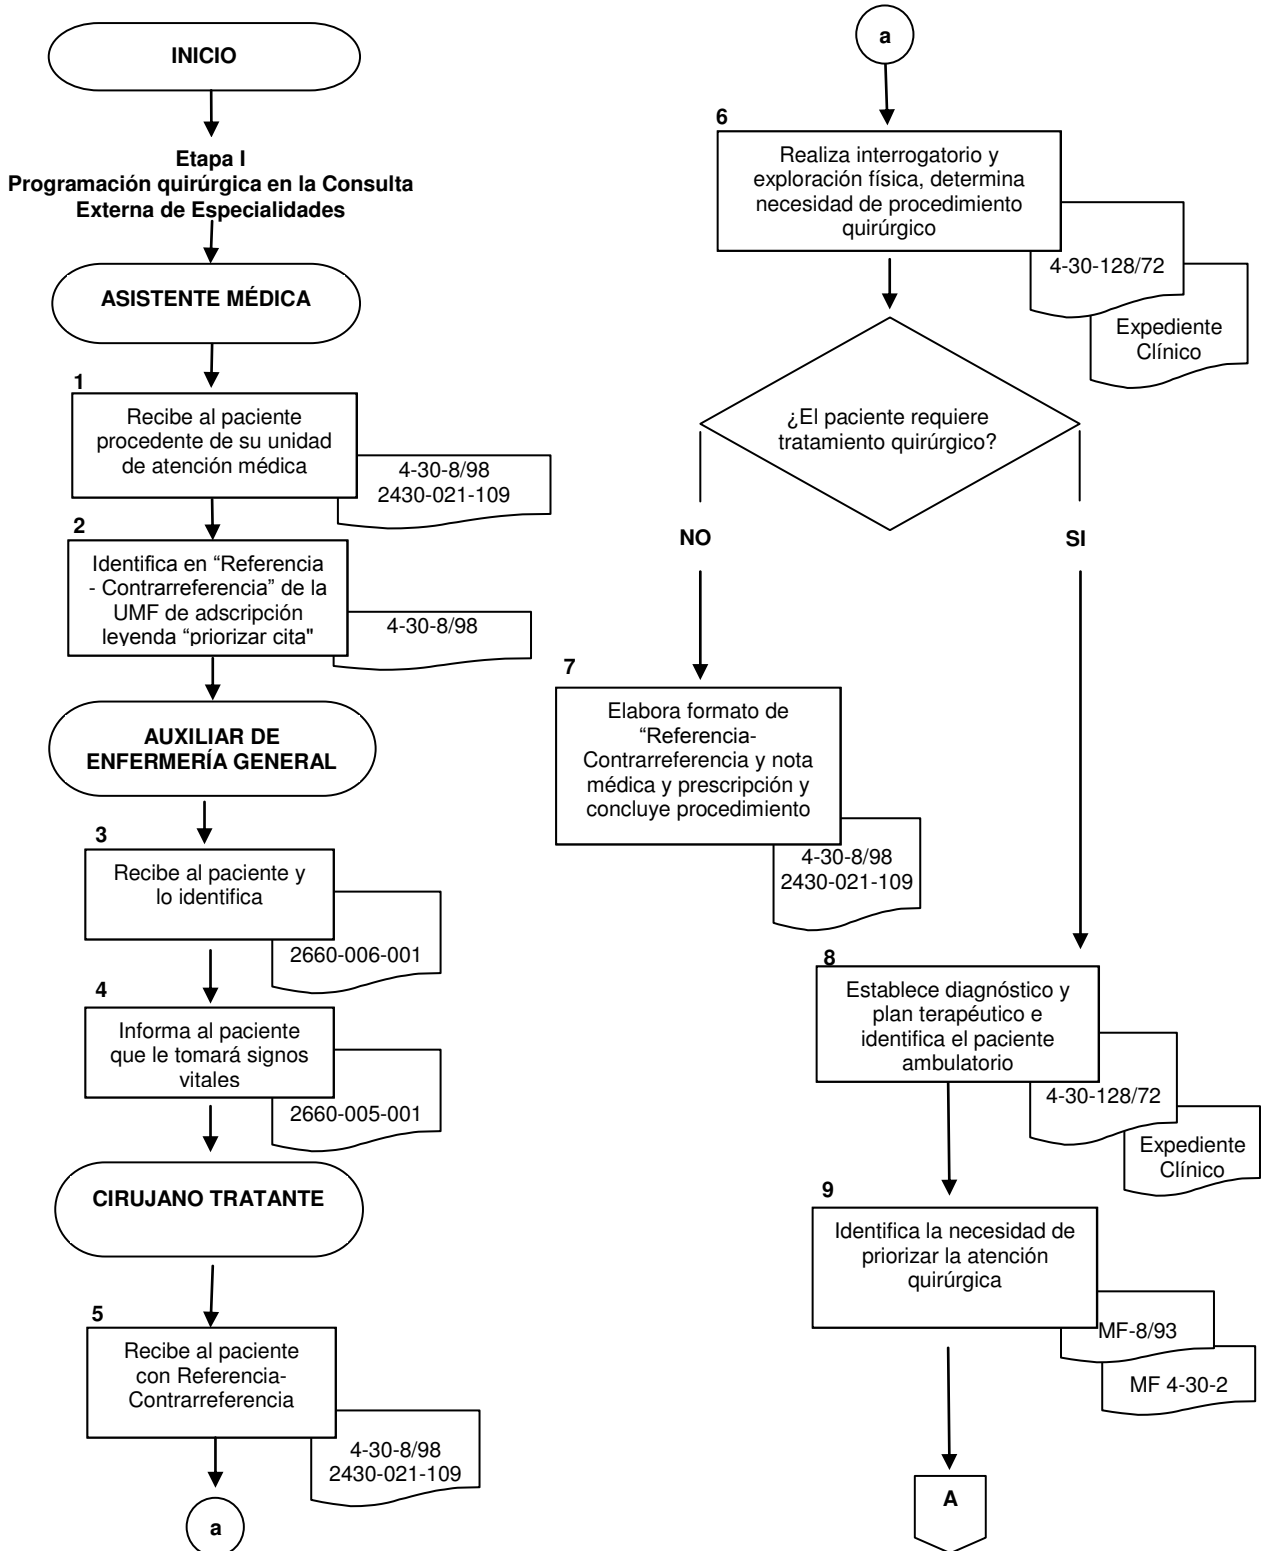 INICIO
Etapa I
Programación quirúrgica en la Consulta
Externa de Especialidades
ASISTENTE MÉDICA
1
Recibe al paciente
procedente de su unidad
de atención médica
4-30-8/98
2430-021-109
2
Identifica en “Referencia
- Contrarreferencia” de la
UMF de adscripción
leyenda “priorizar cita"
4-30-8/98
AUXILIAR DE
ENFERMERÍA GENERAL
3
Recibe al paciente y
lo identifica
2660-006-001
4
Informa al paciente
que le tomará signos
vitales
2660-005-001
CIRUJANO TRATANTE
5
Recibe al paciente
con Referencia-
Contrarreferencia
4-30-8/98
2430-021-109
a
a
6
Realiza interrogatorio y
exploración física, determina
necesidad de procedimiento
quirúrgico
4-30-128/72
Expediente
Clínico
¿El paciente requiere
tratamiento quirúrgico?
NO
SI
7
Elabora formato de
“Referencia-
Contrarreferencia y nota
médica y prescripción y
concluye procedimiento
4-30-8/98
2430-021-109
8
Establece diagnóstico y
plan terapéutico e
identifica el paciente
ambulatorio
4-30-128/72
Expediente
Clínico
9
Identifica la necesidad de
priorizar la atención
quirúrgica
MF-8/93
MF 4-30-2
A